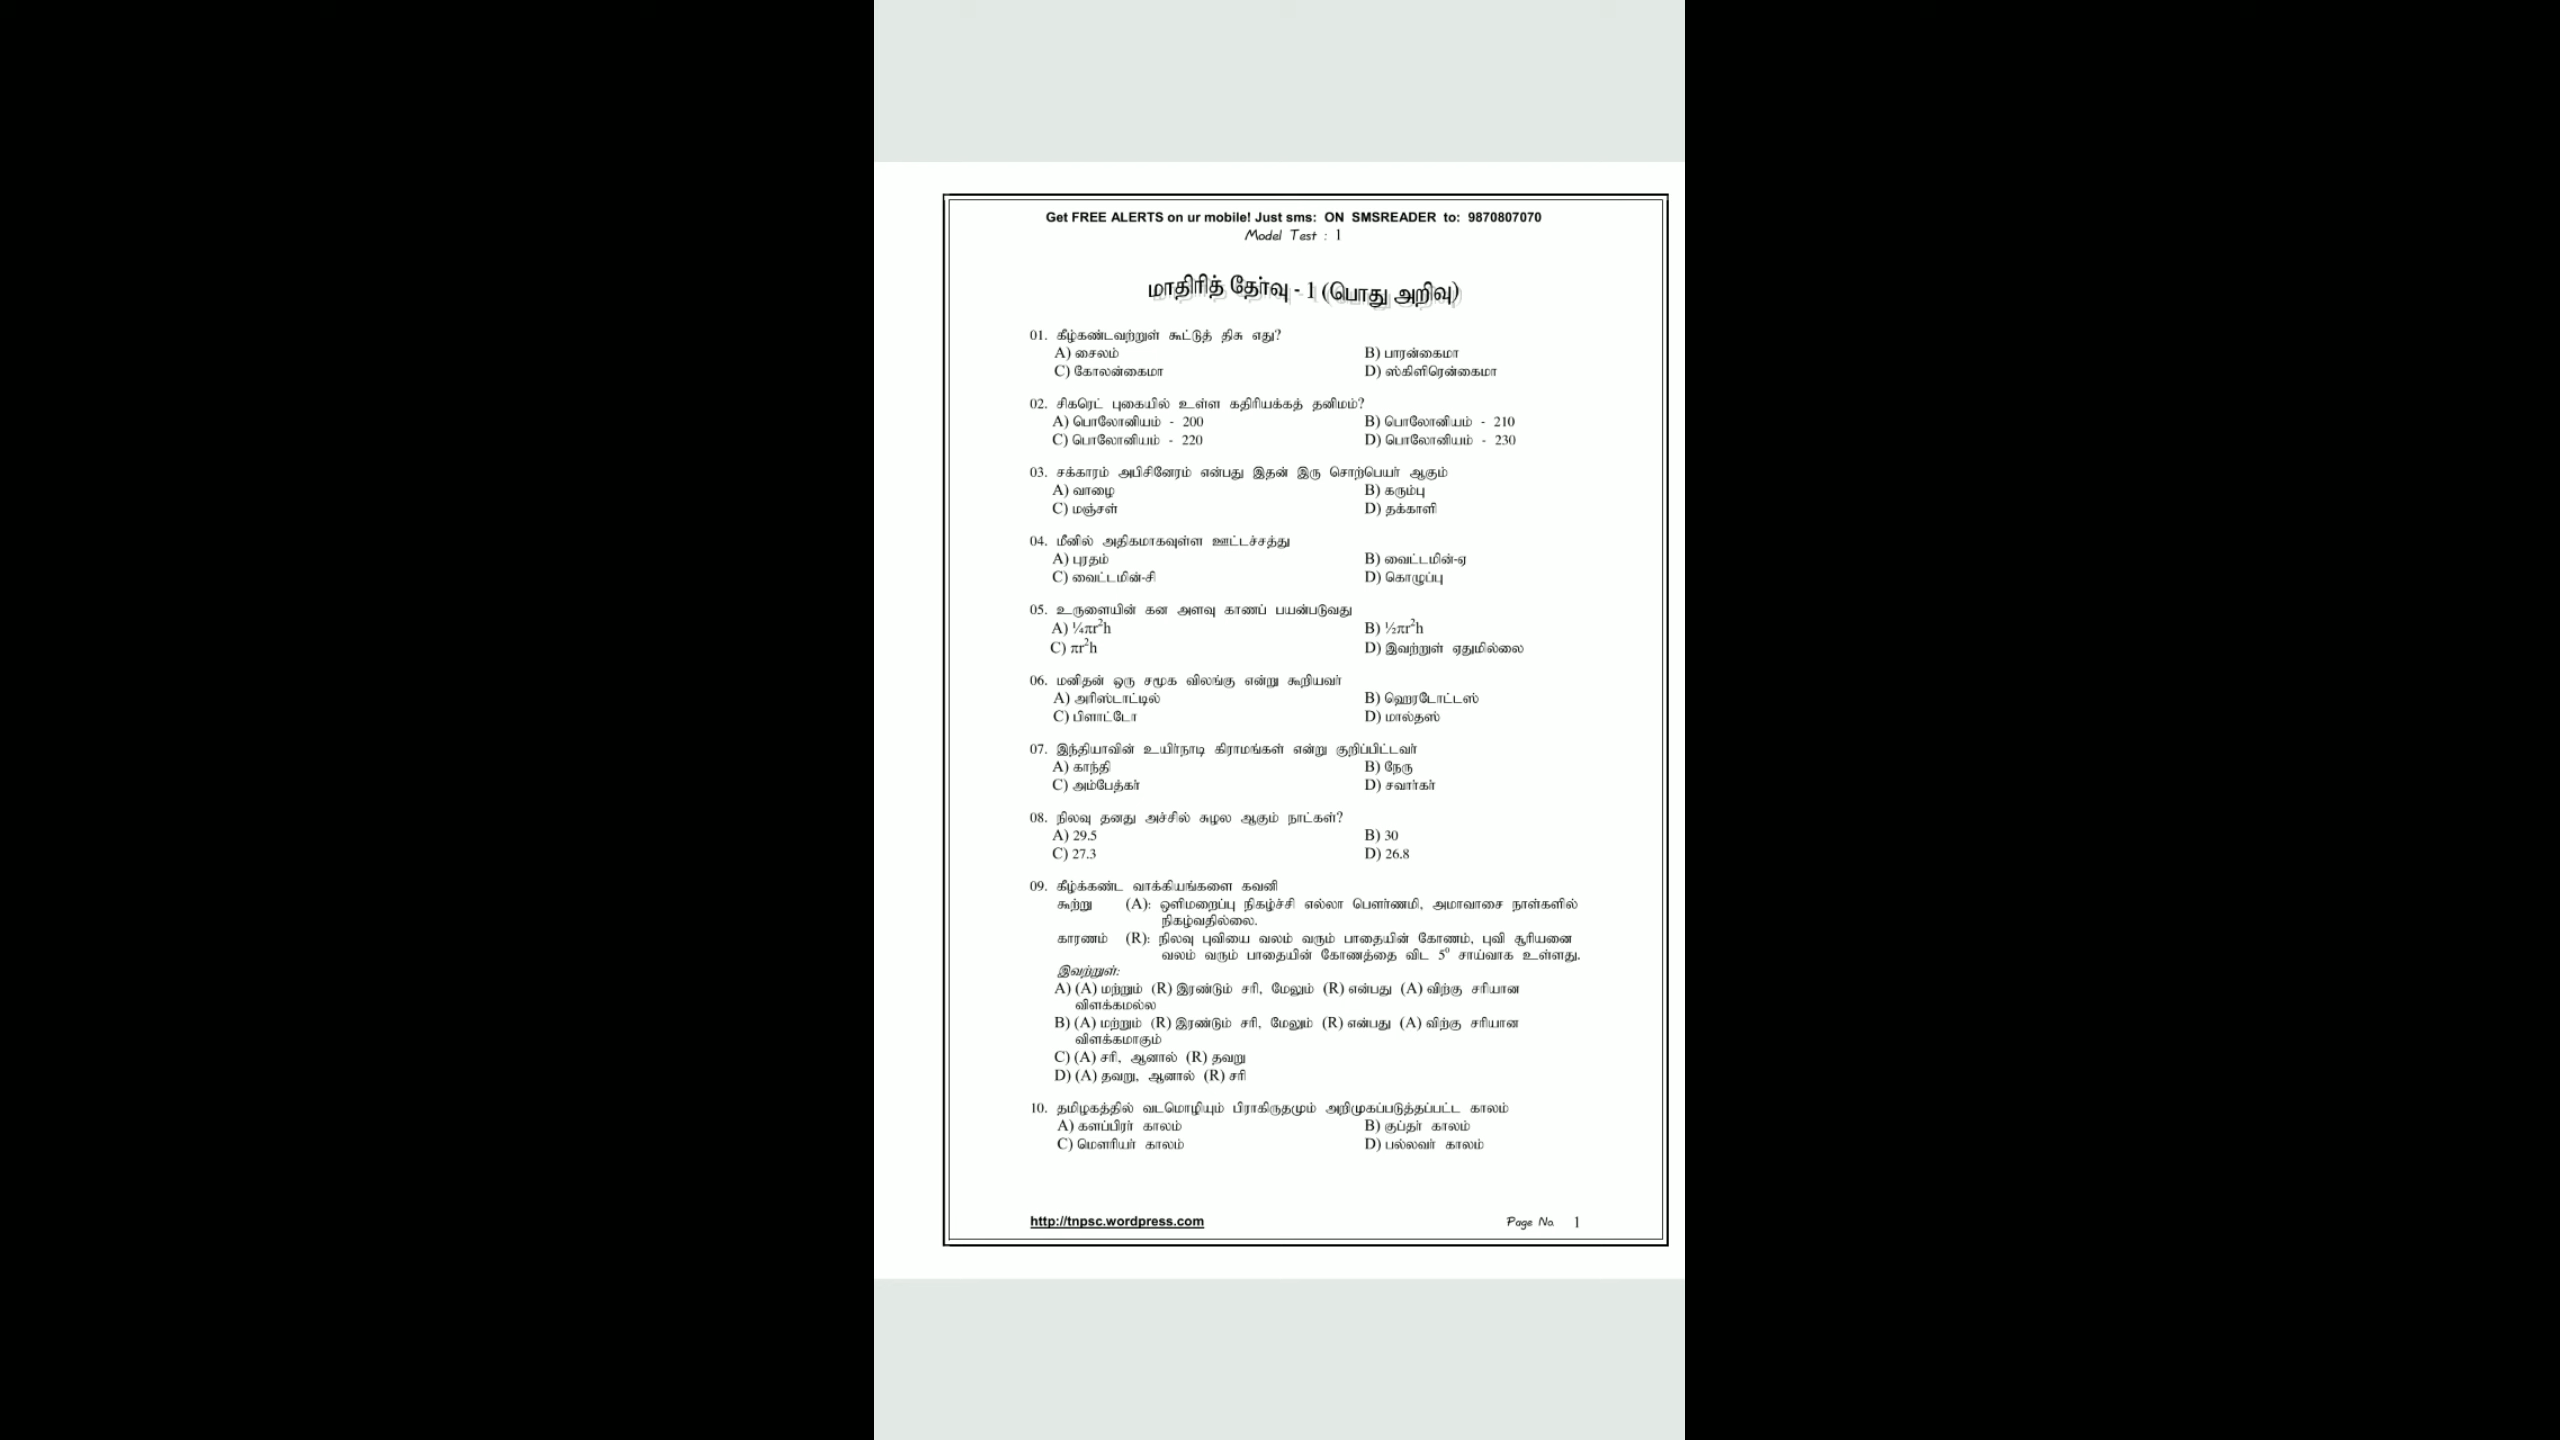 Get FREE ALERTS on ur mobile! Just sms: ON SMSREADER to: 9870807070
Model Test : 1
மாதிரித் தேர்வு - 1 (பொது அறிவு)
01. கீழ்கண்டவற்றுள் கூட்டுத் திசு எது?
A) சைலம் B) பாரன்கைமா
C) கோலன்கைமா D) ஸ்கிளிரென்கைமா
02. சிகரெட் புகையில் உள்ள கதிரியக்கத் தனிமம்?
A) பொலோனியம் - 200 B) பொலோனியம் - 210
C) பொலோனியம் - 220 D) பொலோனியம் - 230
03. சக்காரம் அபிசினேரம் என்பது இதன் இரு சொற்பெயர் ஆகும்
A) வாழை B) கரும்பு
C) மஞ்சள் D) தக்காளி
04. மீனில் அதிகமாகவுள்ள ஊட்டச்சத்து
A) புரதம் B) வைட்டமின்-ஏ
C) வைட்டமின்-சி D) கொழுப்பு
05. உருளையின் கன அளவு காணப் பயன்படுவது
A) ¼πr²h B) ½πr²h
C) πr²h D) இவற்றுள் ஏதுமில்லை
06. மனிதன் ஒரு சமூக விலங்கு என்று கூறியவர்
A) அரிஸ்டாட்டில் B) ஹெரடோட்டஸ்
C) பிளாட்டோ D) மால்தஸ்
07. இந்தியாவின் உயிர்நாடி கிராமங்கள் என்று குறிப்பிட்டவர்
A) காந்தி B) நேரு
C) அம்பேத்கர் D) சவார்கர்
08. நிலவு தனது அச்சில் சுழல ஆகும் நாட்கள்?
A) 29.5 B) 30
C) 27.3 D) 26.8
09. கீழ்க்கண்ட வாக்கியங்களை கவனி
கூற்று (A): ஒளிமறைப்பு நிகழ்ச்சி எல்லா பௌர்ணமி, அமாவாசை நாள்களில்
நிகழ்வதில்லை.
காரணம் (R): நிலவு புவியை வலம் வரும் பாதையின் கோணம், புவி சூரியனை
வலம் வரும் பாதையின் கோணத்தை விட 5⁰ சாய்வாக உள்ளது.
இவற்றுள்:
A) (A) மற்றும் (R) இரண்டும் சரி, மேலும் (R) என்பது (A) விற்கு சரியான
விளக்கமல்ல
B) (A) மற்றும் (R) இரண்டும் சரி, மேலும் (R) என்பது (A) விற்கு சரியான
விளக்கமாகும்
C) (A) சரி, ஆனால் (R) தவறு
D) (A) தவறு, ஆனால் (R) சரி
10. தமிழகத்தில் வடமொழியும் பிராகிருதமும் அறிமுகப்படுத்தப்பட்ட காலம்
A) களப்பிரர் காலம் B) குப்தர் காலம்
C) மௌரியர் காலம் D) பல்லவர் காலம்
http://tnpsc.wordpress.com Page No. 1